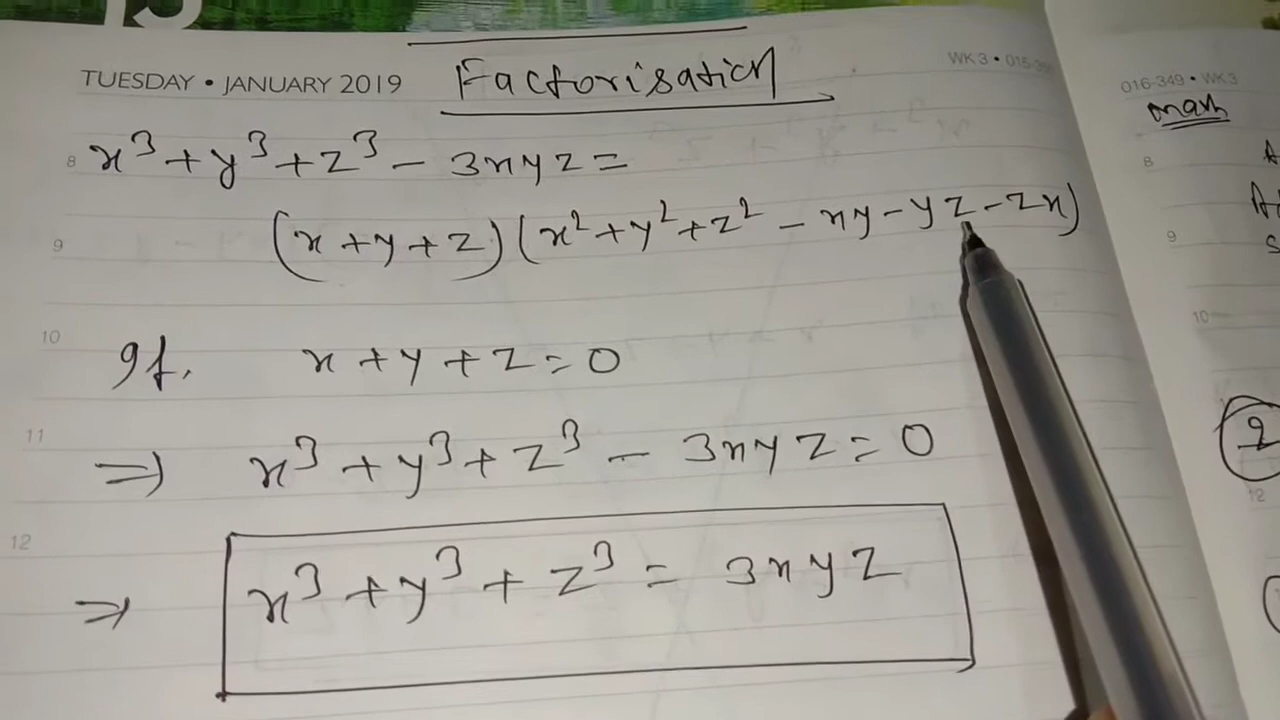 TUESDAY • JANUARY 2019
Factorisation
WK 3 • 015-
8 x³ + y³ + z³ - 3xyz =
9 (x + y + z) (x² + y² + z² - xy - yz - zx)
10 If, x + y + z = 0
11 ⇒ x³ + y³ + z³ - 3xyz = 0
12 ⇒ x³ + y³ + z³ = 3xyz
016-349 • WK 3
8
9
10
12